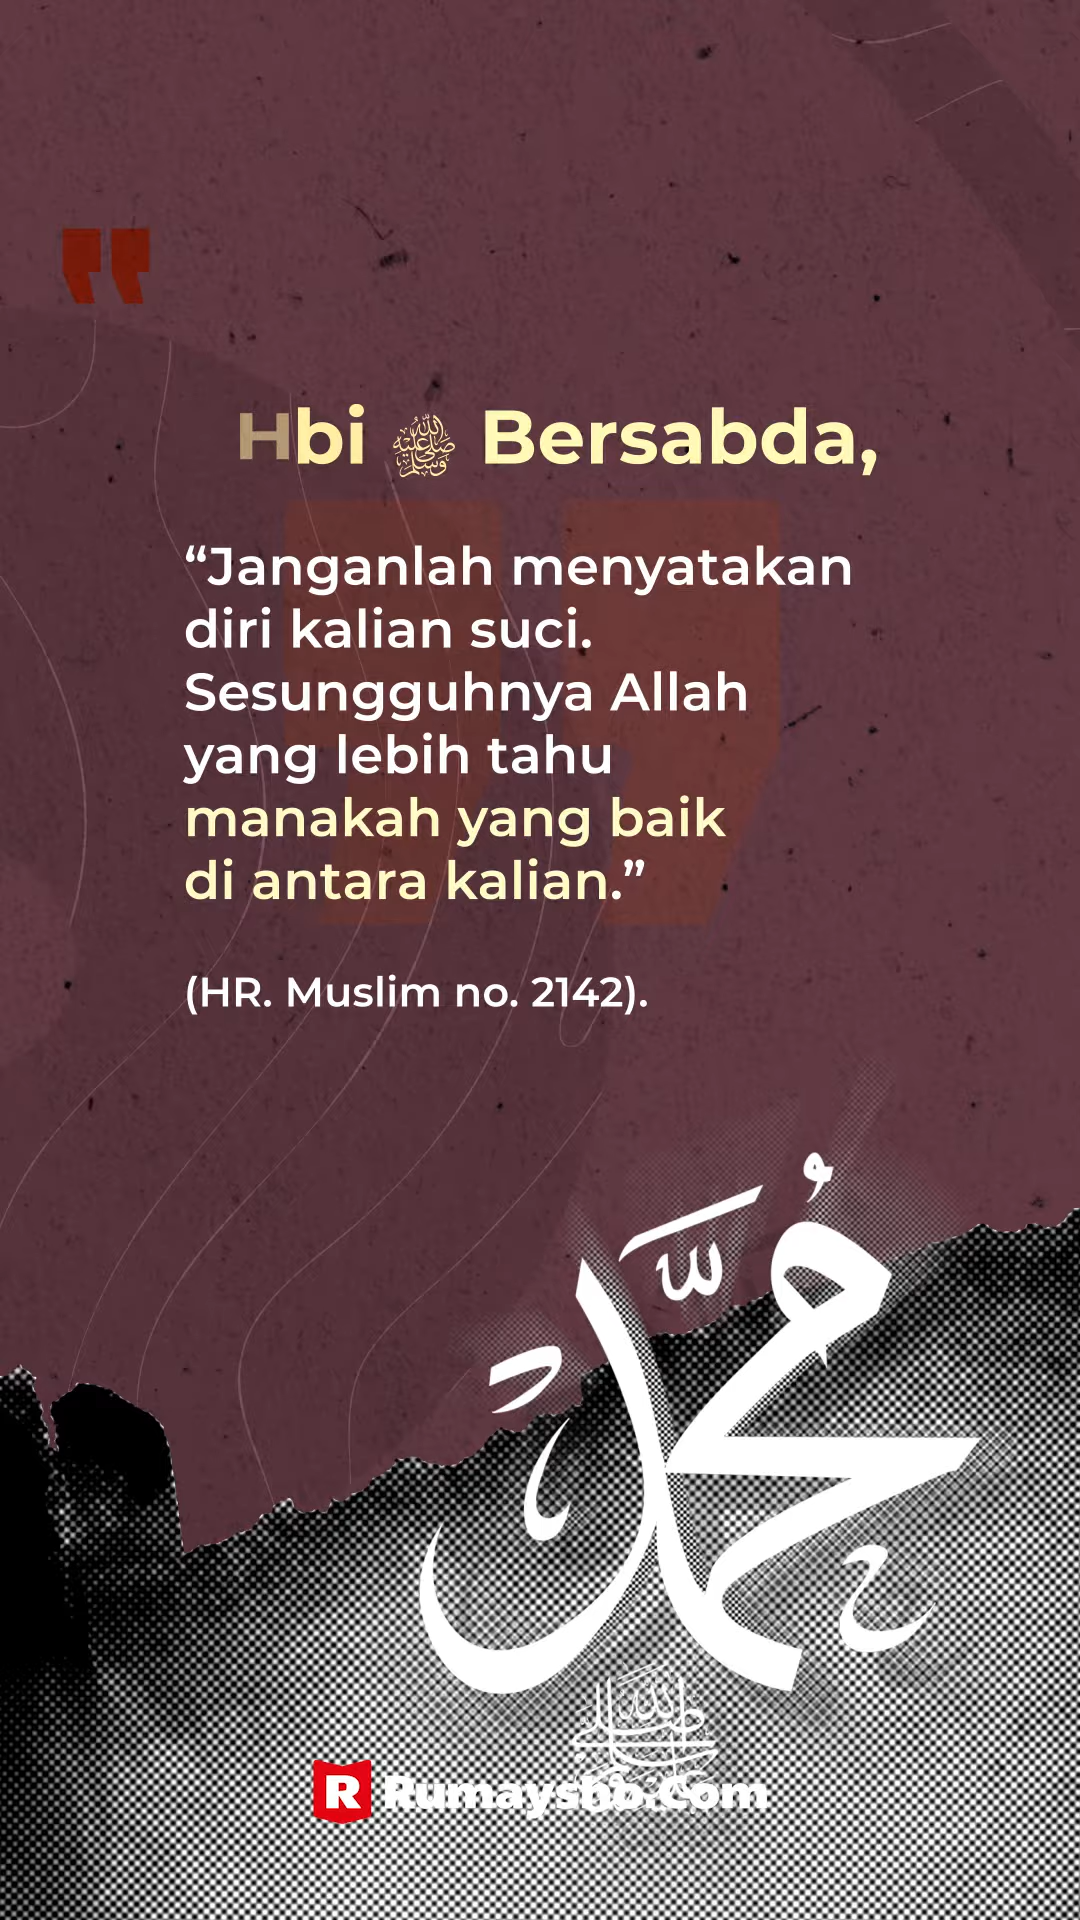 Hbi ﷺ Bersabda,
“Janganlah menyatakan
diri kalian suci.
Sesungguhnya Allah
yang lebih tahu
manakah yang baik
di antara kalian.”
(HR. Muslim no. 2142).
مُحَمَّد
R Rumaysho.Com